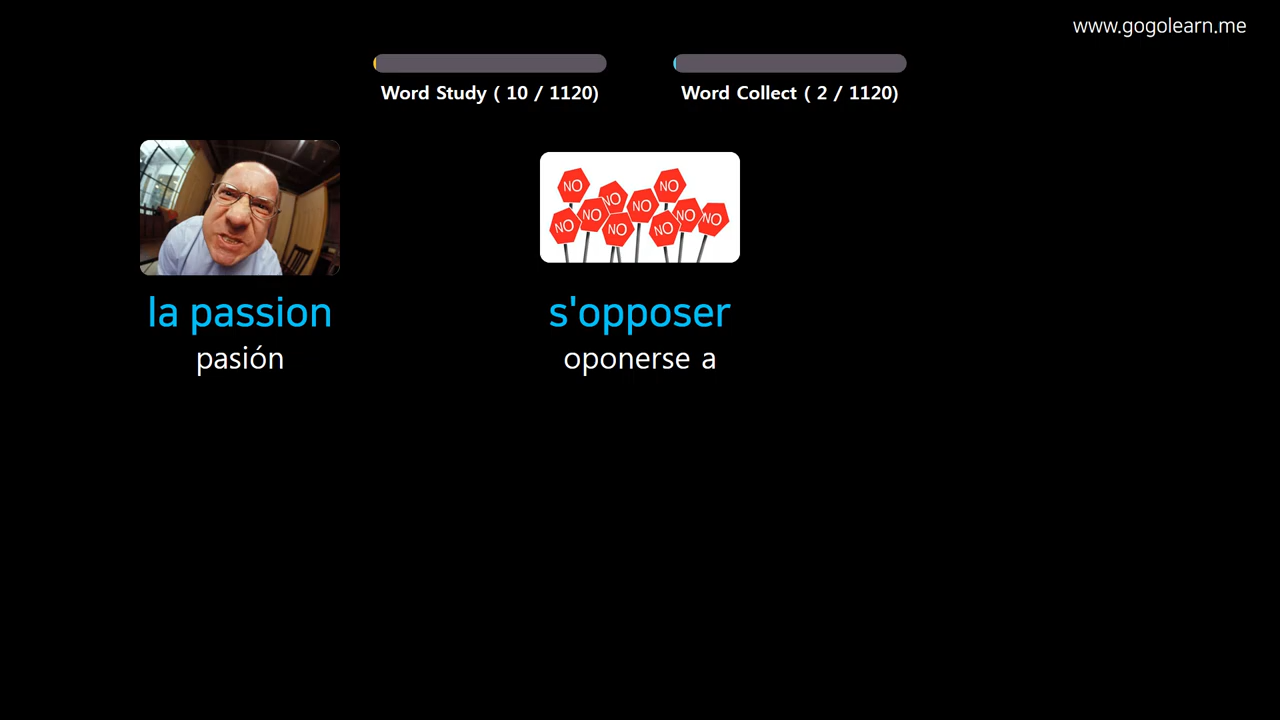 www.gogolearn.me
Word Study ( 10 / 1120)
Word Collect ( 2 / 1120)
NO NO NO NO NO NO NO NO NO NO
la passion
pasión
s'opposer
oponerse a